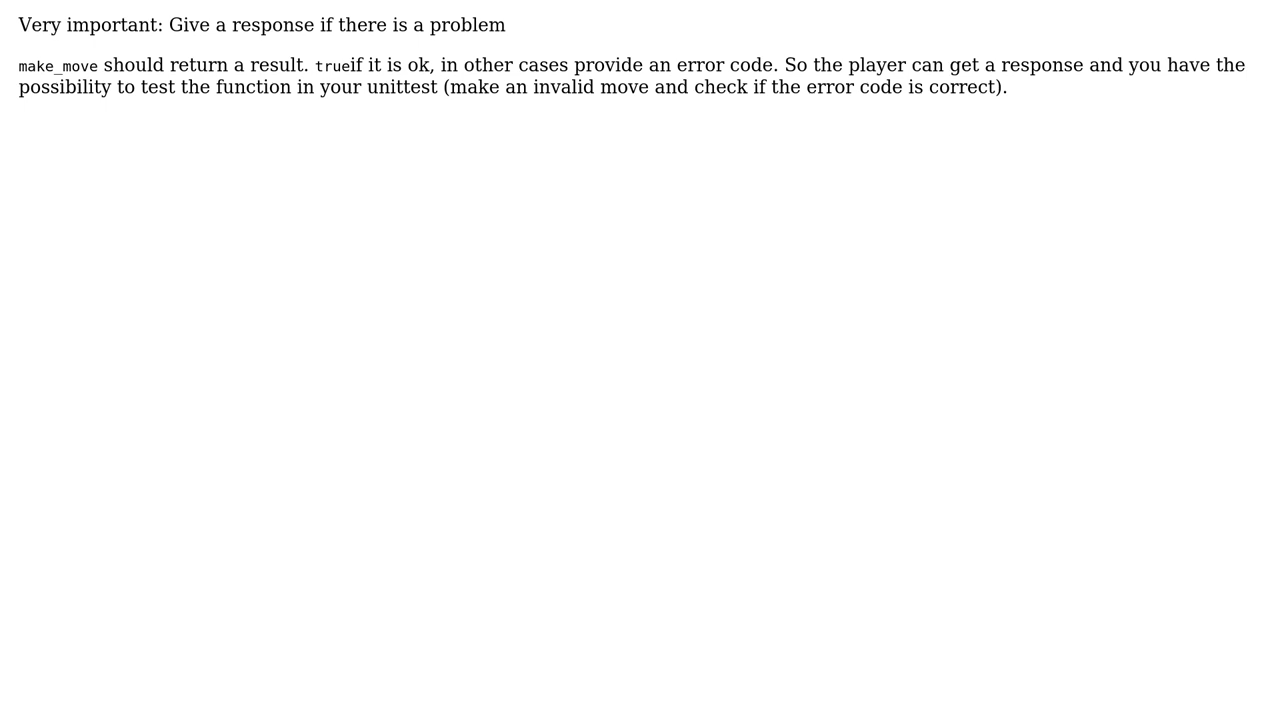 Very important: Give a response if there is a problem
make_move should return a result. trueif it is ok, in other cases provide an error code. So the player can get a response and you have the
possibility to test the function in your unittest (make an invalid move and check if the error code is correct).